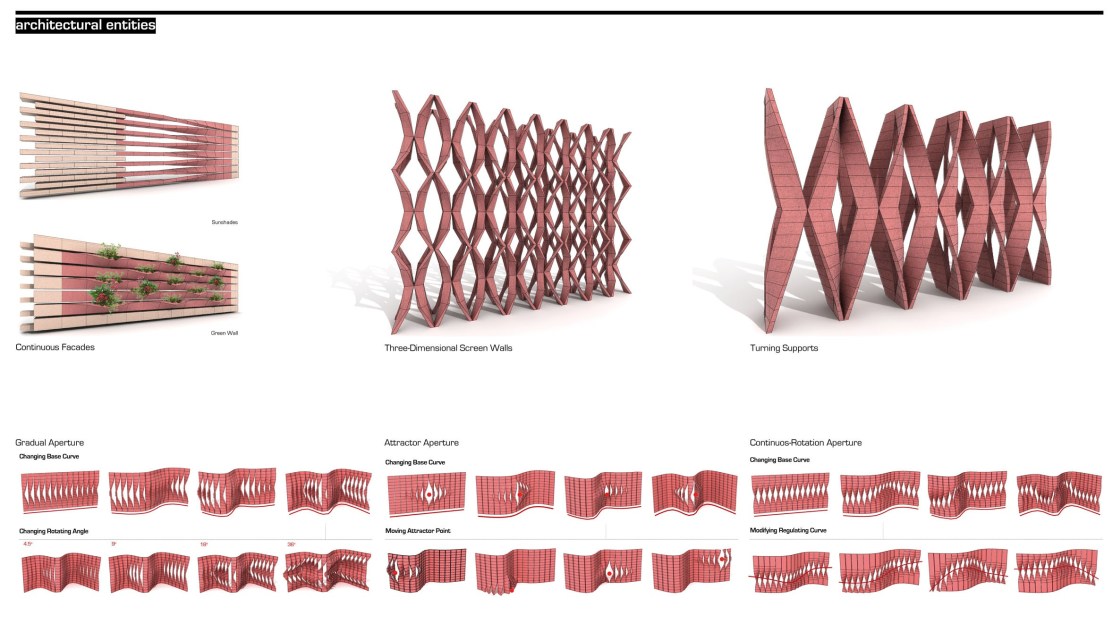 architectural entities
Sunshades
Green Wall
Continuous Facades
Three-Dimensional Screen Walls
Turning Supports
Gradual Aperture
Changing Base Curve
Changing Rotating Angle
4.5°
9°
18°
36°
Attractor Aperture
Changing Base Curve
Moving Attractor Point
Continuos-Rotation Aperture
Changing Base Curve
Modifying Regulating Curve